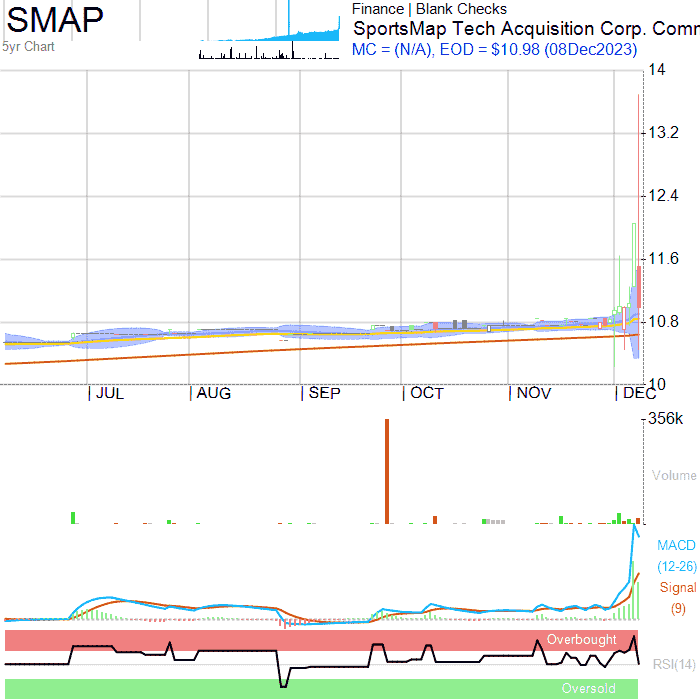 SMAP
5yr Chart
Finance | Blank Checks
SportsMap Tech Acquisition Corp. Comm
MC = (N/A), EOD = $10.98 (08Dec2023)
14
13.2
12.4
11.6
10.8
10
JUL AUG SEP OCT NOV DEC
356k
Volume
MACD
(12-26)
Signal
(9)
Overbought
RSI(14)
Oversold